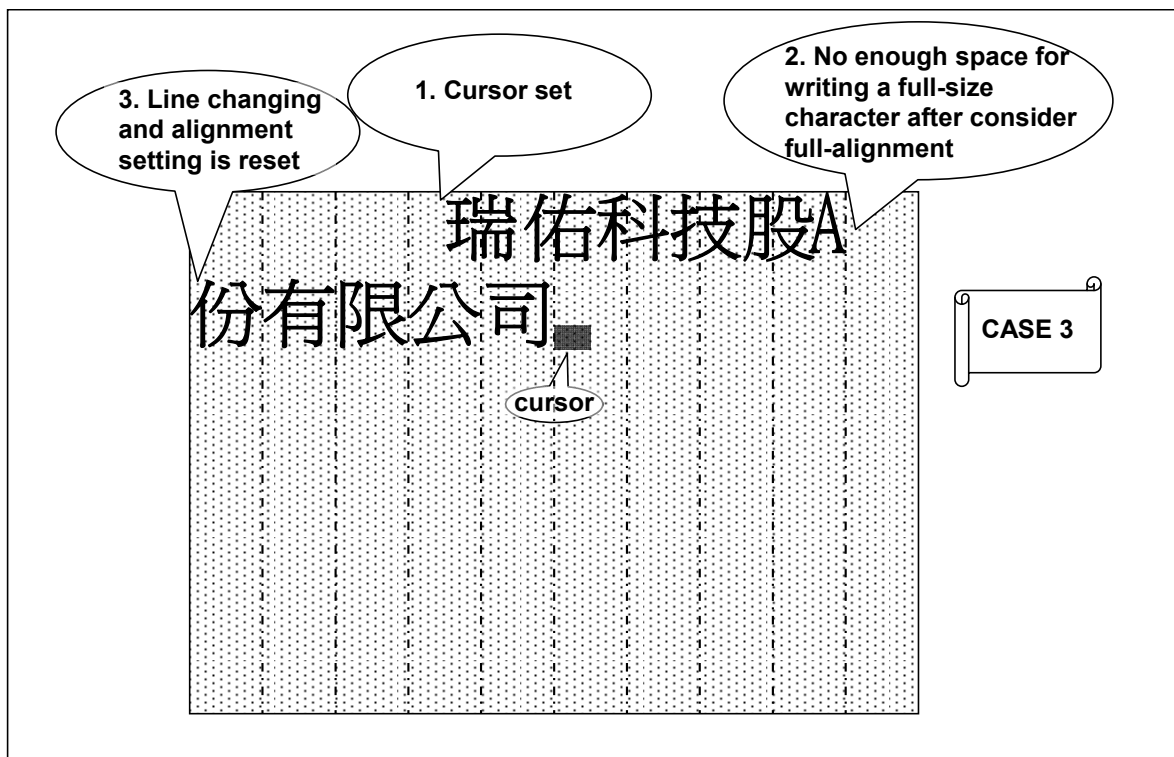 3. Line changing
and alignment
setting is reset
1. Cursor set
2. No enough space for
writing a full-size
character after consider
full-alignment
瑞佑科技股A
份有限公司
cursor
CASE 3